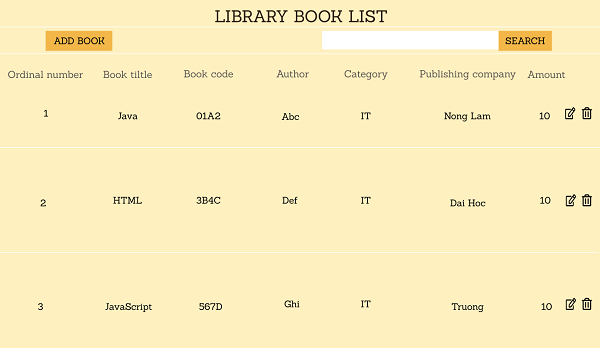 LIBRARY BOOK LIST
ADD BOOK SEARCH
Ordinal number Book tiltle Book code Author Category Publishing company Amount
1 Java 01A2 Abc IT Nong Lam 10
2 HTML 3B4C Def IT Dai Hoc 10
3 JavaScript 567D Ghi IT Truong 10